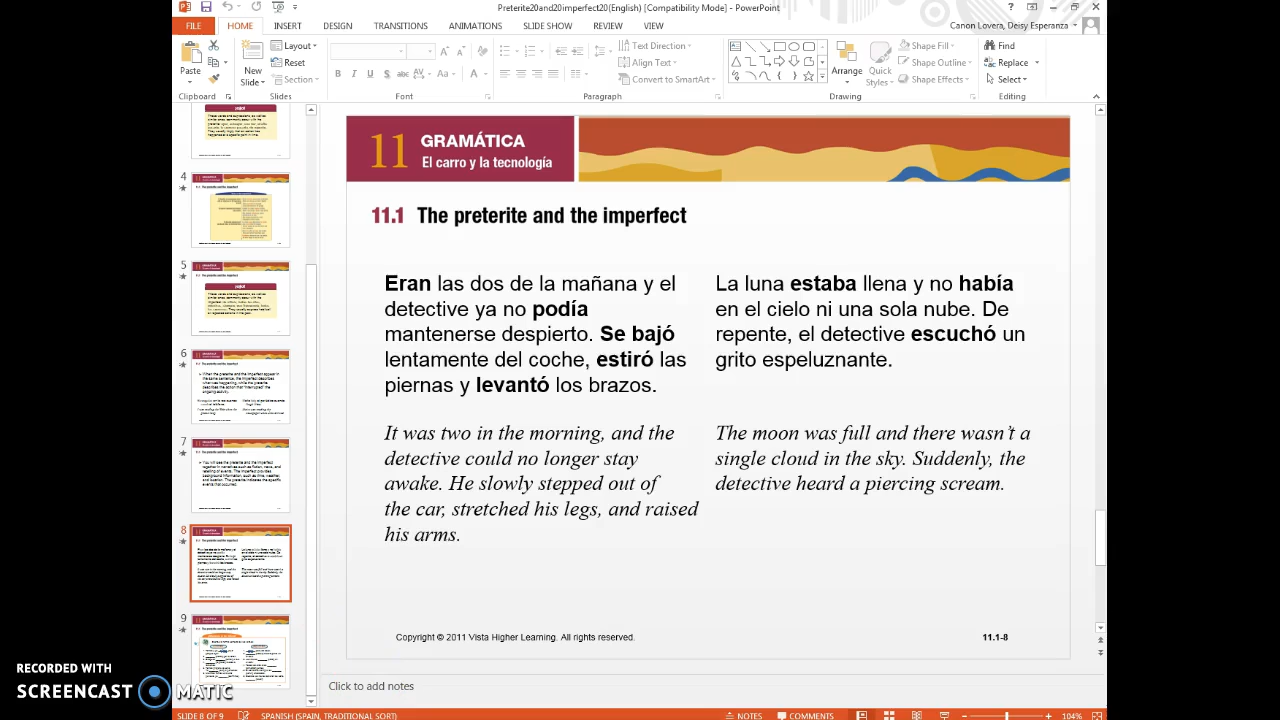 Preterite20and20imperfect20(English) [Compatibility Mode] - PowerPoint
FILE HOME INSERT DESIGN TRANSITIONS ANIMATIONS SLIDE SHOW REVIEW VIEW
Canon Lovera, Deisy Esperanza
Paste
New
Slide
Layout
Reset
Section
Text Direction
Align Text
Convert to SmartArt
Arrange
Quick
Styles
Shape Fill
Shape Outline
Shape Effects
Find
Replace
Select
Clipboard Slides Font Paragraph Drawing Editing
4
5
6
7
8
9
11 GRAMÁTICA
El carro y la tecnología
11.1 The preterite and the imperfect
Eran las dos de la mañana y el
detective ya no podía
mantenerse despierto. Se bajó
lentamente del coche, estiró las
piernas y levantó los brazos.
La luna estaba llena y no había
en el cielo ni una sola nube. De
repente, el detective escuchó un
grito espeluznante.
It was two in the morning, and the
detective could no longer stay
awake. He slowly stepped out of
the car, stretched his legs, and raised
his arms.
The moon was full and there wasn't a
single cloud in the sky. Suddenly, the
detective heard a piercing scream.
Copyright © 2011 Vista Higher Learning. All rights reserved.
11.1-8
Click to add notes
RECORDED WITH
SCREENCAST MATIC
SLIDE 8 OF 9 SPANISH (SPAIN, TRADITIONAL SORT) NOTES COMMENTS 104%